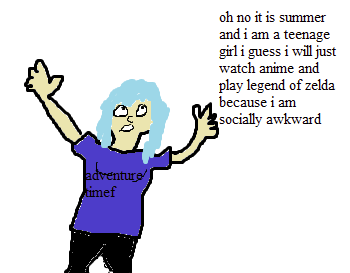 oh no it is summer
and i am a teenage
girl i guess i will just
watch anime and
play legend of zelda
because i am
socially awkward
adventure
timef